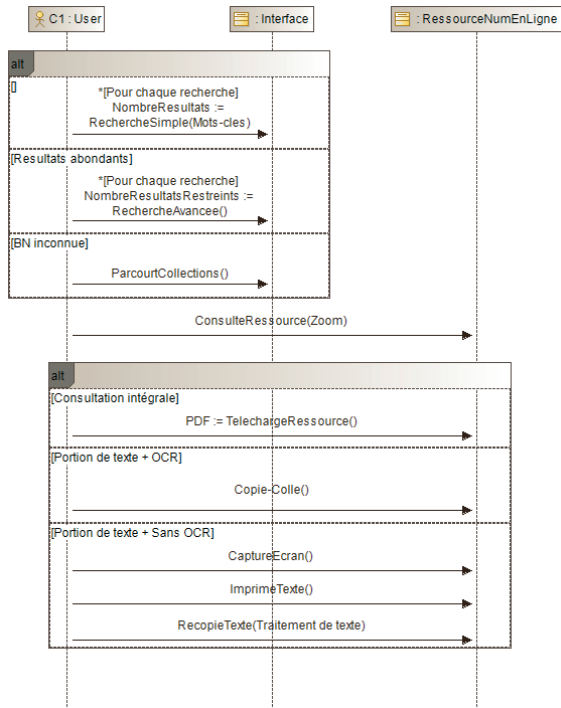 C1 : User
: Interface
: RessourceNumEnLigne
alt
[]
*[Pour chaque recherche]
NombreResultats :=
RechercheSimple(Mots-cles)
[Resultats abondants]
*[Pour chaque recherche]
NombreResultatsRestreints :=
RechercheAvancee()
[BN inconnue]
ParcourtCollections()
ConsulteRessource(Zoom)
alt
[Consultation intégrale]
PDF := TelechargeRessource()
[Portion de texte + OCR]
Copie-Colle()
[Portion de texte + Sans OCR]
CaptureEcran()
ImprimeTexte()
RecopieTexte(Traitement de texte)